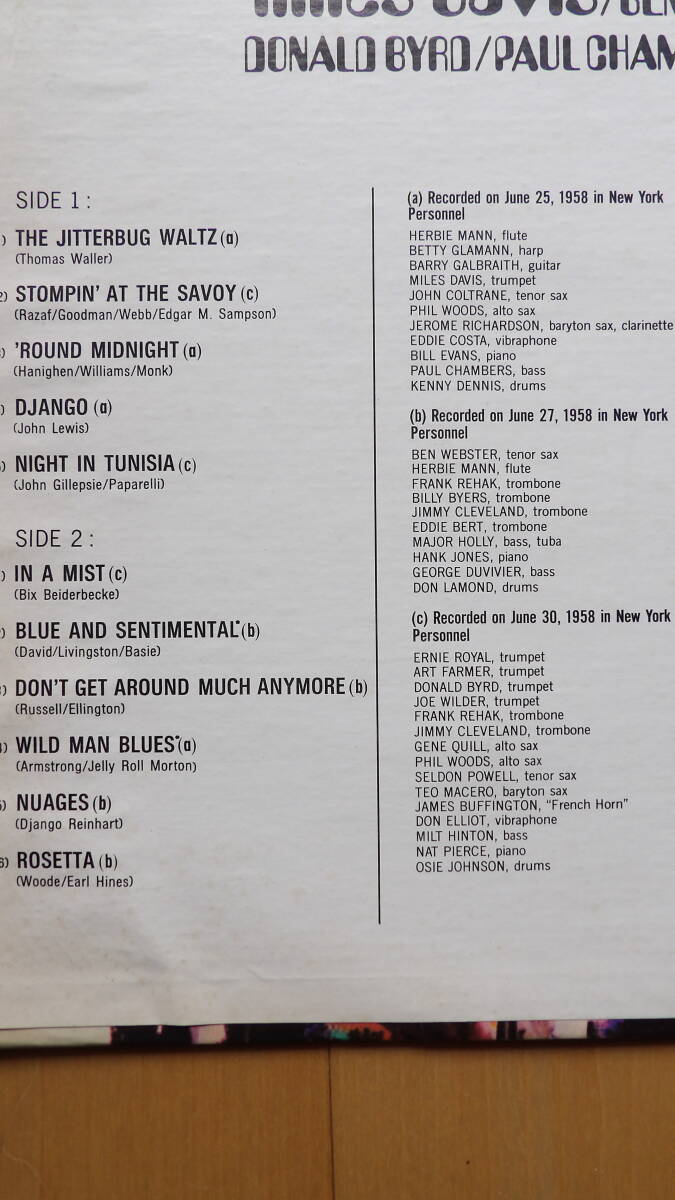 MILES DAVIS/BEN
DONALD BYRD/PAUL CHAM
SIDE 1:
) THE JITTERBUG WALTZ (a)
(Thomas Waller)
2) STOMPIN' AT THE SAVOY (c)
(Razaf/Goodman/Webb/Edgar M. Sampson)
) 'ROUND MIDNIGHT (a)
(Hanighen/Williams/Monk)
) DJANGO (a)
(John Lewis)
) NIGHT IN TUNISIA (c)
(John Gillepsie/Paparelli)
SIDE 2:
) IN A MIST (c)
(Bix Beiderbecke)
) BLUE AND SENTIMENTAL* (b)
(David/Livingston/Basie)
) DON'T GET AROUND MUCH ANYMORE (b)
(Russell/Ellington)
) WILD MAN BLUES* (a)
(Armstrong/Jelly Roll Morton)
) NUAGES (b)
(Django Reinhart)
6) ROSETTA (b)
(Woode/Earl Hines)
(a) Recorded on June 25, 1958 in New York
Personnel
HERBIE MANN, flute
BETTY GLAMANN, harp
BARRY GALBRAITH, guitar
MILES DAVIS, trumpet
JOHN COLTRANE, tenor sax
PHIL WOODS, alto sax
JEROME RICHARDSON, baryton sax, clarinette
EDDIE COSTA, vibraphone
BILL EVANS, piano
PAUL CHAMBERS, bass
KENNY DENNIS, drums
(b) Recorded on June 27, 1958 in New York
Personnel
BEN WEBSTER, tenor sax
HERBIE MANN, flute
FRANK REHAK, trombone
BILLY BYERS, trombone
JIMMY CLEVELAND, trombone
EDDIE BERT, trombone
MAJOR HOLLY, bass, tuba
HANK JONES, piano
GEORGE DUVIVIER, bass
DON LAMOND, drums
(c) Recorded on June 30, 1958 in New York
Personnel
ERNIE ROYAL, trumpet
ART FARMER, trumpet
DONALD BYRD, trumpet
JOE WILDER, trumpet
FRANK REHAK, trombone
JIMMY CLEVELAND, trombone
GENE QUILL, alto sax
PHIL WOODS, alto sax
SELDON POWELL, tenor sax
TEO MACERO, baryton sax
JAMES BUFFINGTON, "French Horn"
DON ELLIOT, vibraphone
MILT HINTON, bass
NAT PIERCE, piano
OSIE JOHNSON, drums